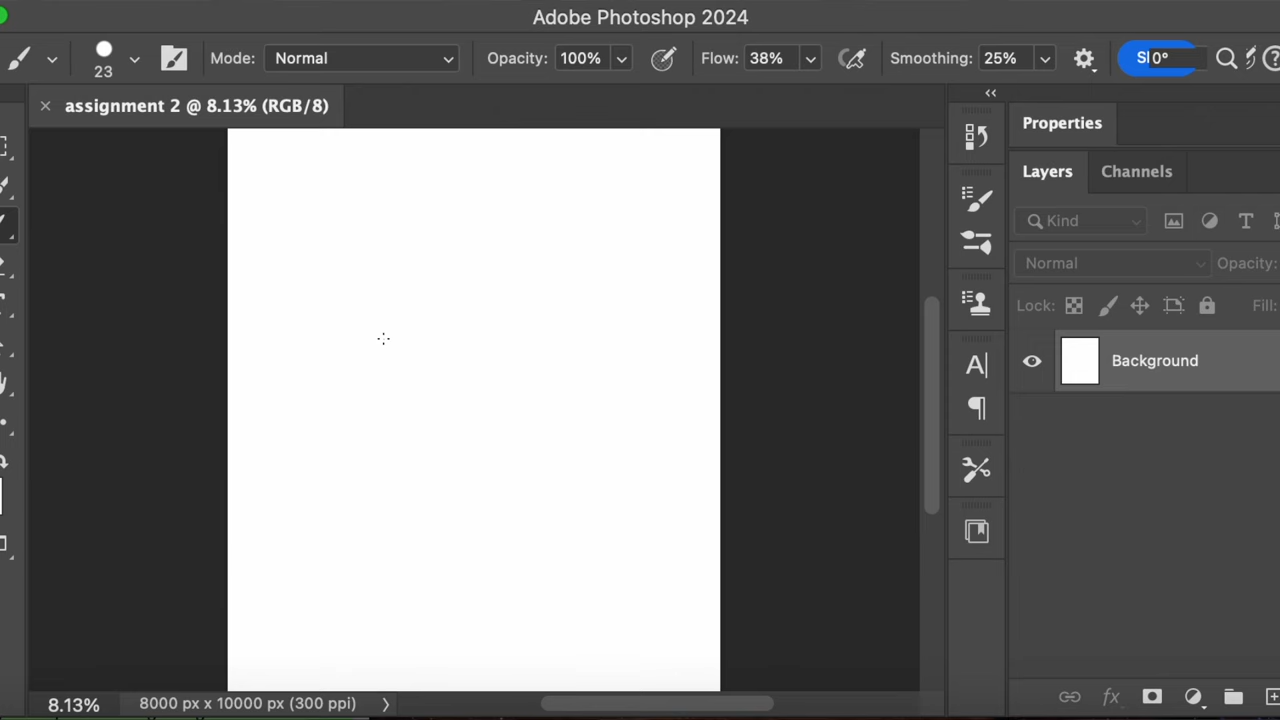 Adobe Photoshop 2024
23 Mode: Normal Opacity: 100% Flow: 38% Smoothing: 25% 0°
assignment 2 @ 8.13% (RGB/8)
Properties
Layers Channels
Kind
Normal Opacity:
Lock: Fill:
Background
8.13% 8000 px x 10000 px (300 ppi)